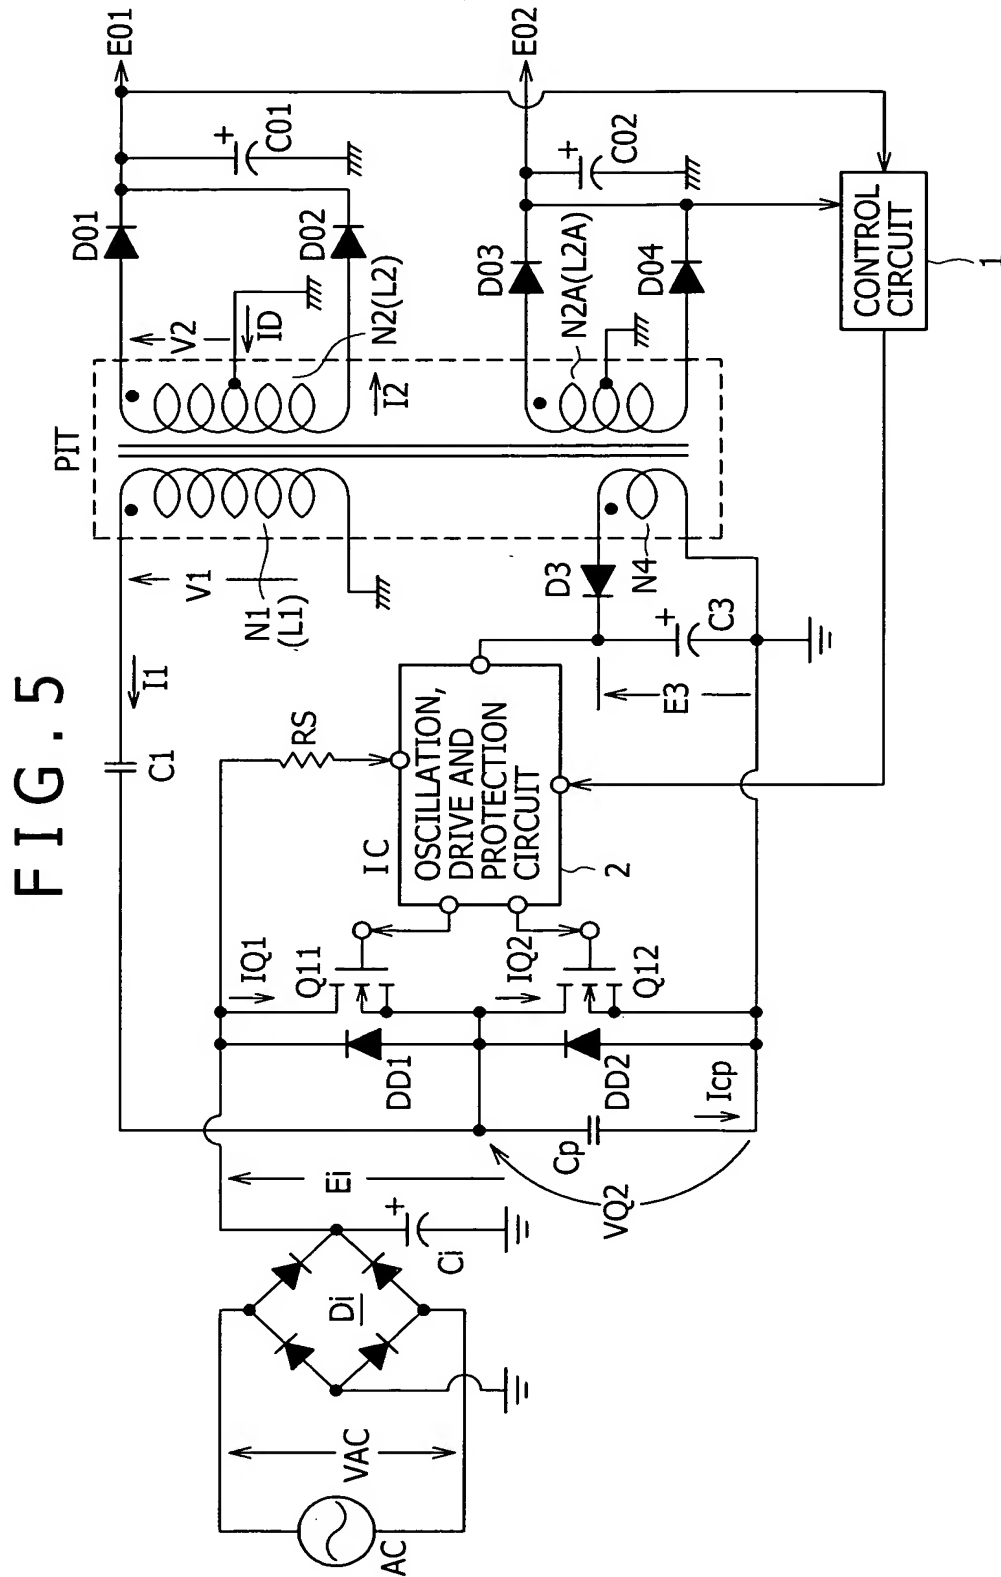 FIG.5
AC
VAC
Di
Ci
+
Ei
VQ2
Cp
Icp
DD1
DD2
IQ1
Q11
IQ2
Q12
C1
I1
RS
IC
OSCILLATION,
DRIVE AND
PROTECTION
CIRCUIT
2
E3
+
C3
D3
N4
V1
N1
(L1)
PIT
I2
V2
ID
N2(L2)
N2A(L2A)
D01
D02
D03
D04
+
C01
+
C02
E01
E02
CONTROL
CIRCUIT
1